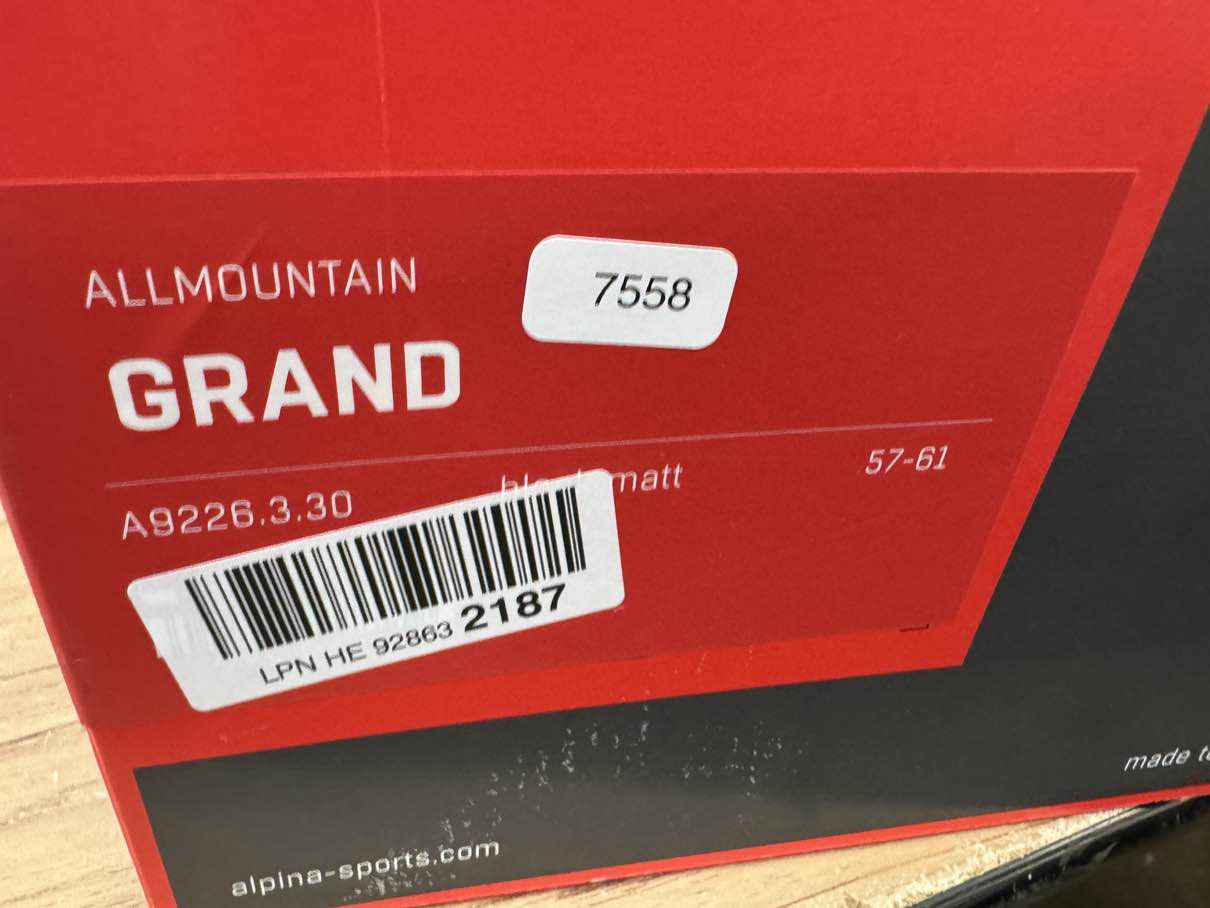 ALLMOUNTAIN
7558
GRAND
A9226.3.30
matt
57-61
LPN HE 92863 2187
alpina-sports.com
made